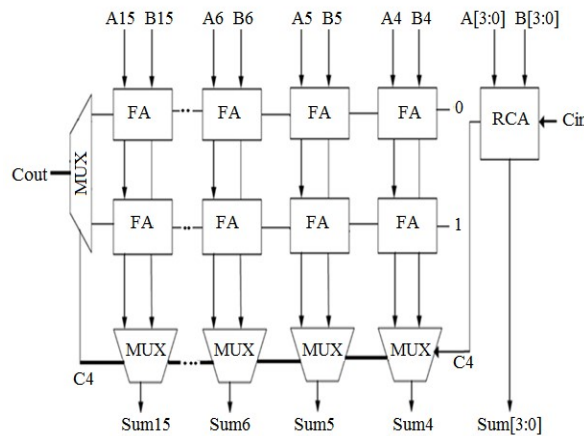 A15 B15 A6 B6 A5 B5 A4 B4 A[3:0] B[3:0]
FA ... FA FA FA 0 RCA Cin
Cout MUX
FA ... FA FA FA 1
MUX ... MUX MUX MUX C4
C4
Sum15 Sum6 Sum5 Sum4 Sum[3:0]